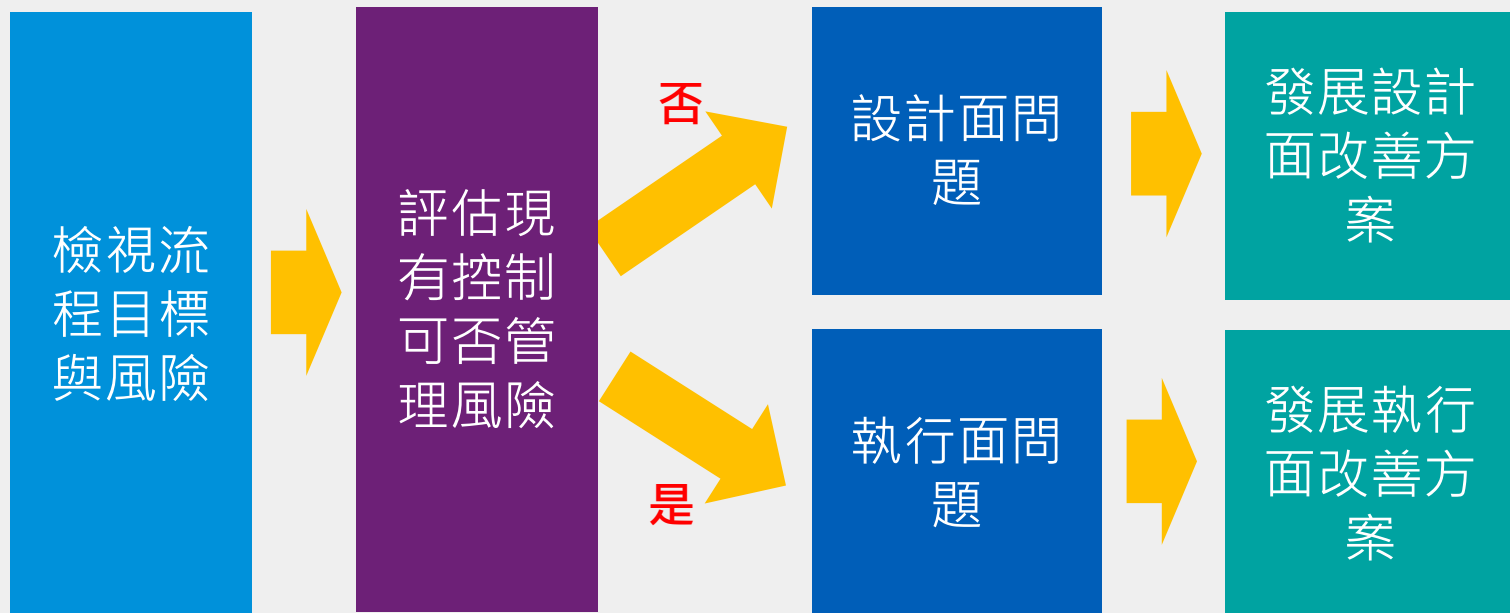 檢視流
程目標
與風險
評估現
有控制
可否管
理風險
否
設計面問
題
發展設計
面改善方
案
是
執行面問
題
發展執行
面改善方
案